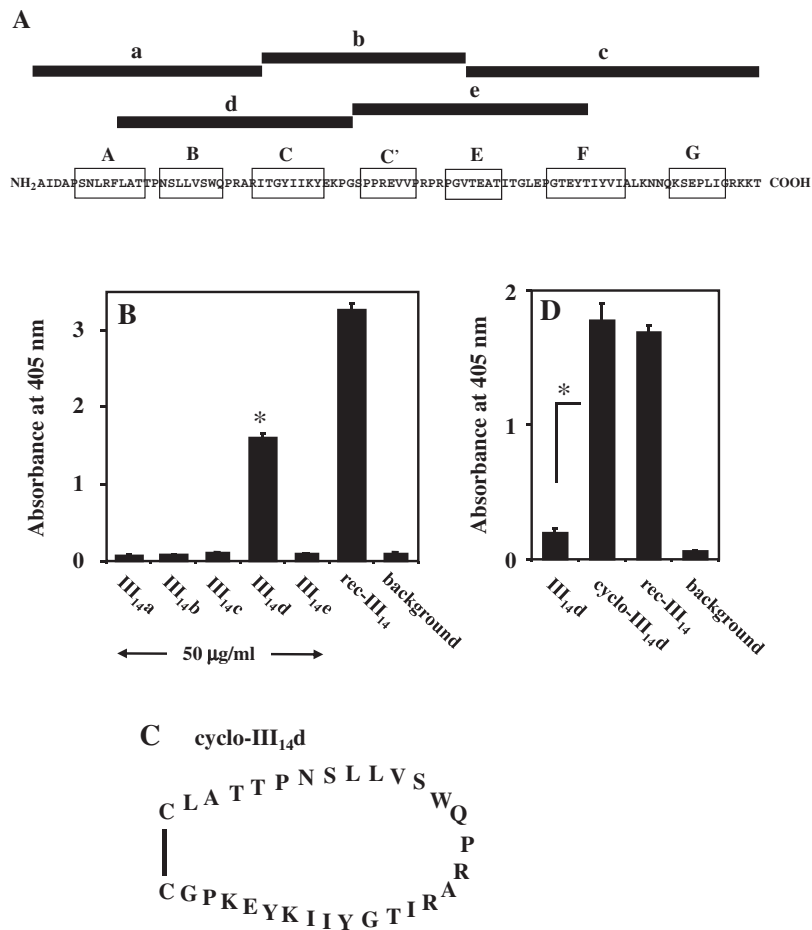 A
a
b
c
d
e
A B C C' E F G
NH₂AIDAPSNLRFLATTPNSLLVSWQPRARITGYIIKYEKPGSPPREVVPRPRPGVTEATITGLEPGTEYTIYVIALKNNQKSEPLIGRKKT COOH
B
Absorbance at 405 nm
3
2
1
0
*
III₁₄a III₁₄b III₁₄c III₁₄d III₁₄e rec-III₁₄ background
50 µg/ml
D
Absorbance at 405 nm
2
1
0
*
III₁₄d cyclo-III₁₄d rec-III₁₄ background
C cyclo-III₁₄d
C L A T T P N S L L V S W Q P R A R I T G Y I I K Y E K P G C